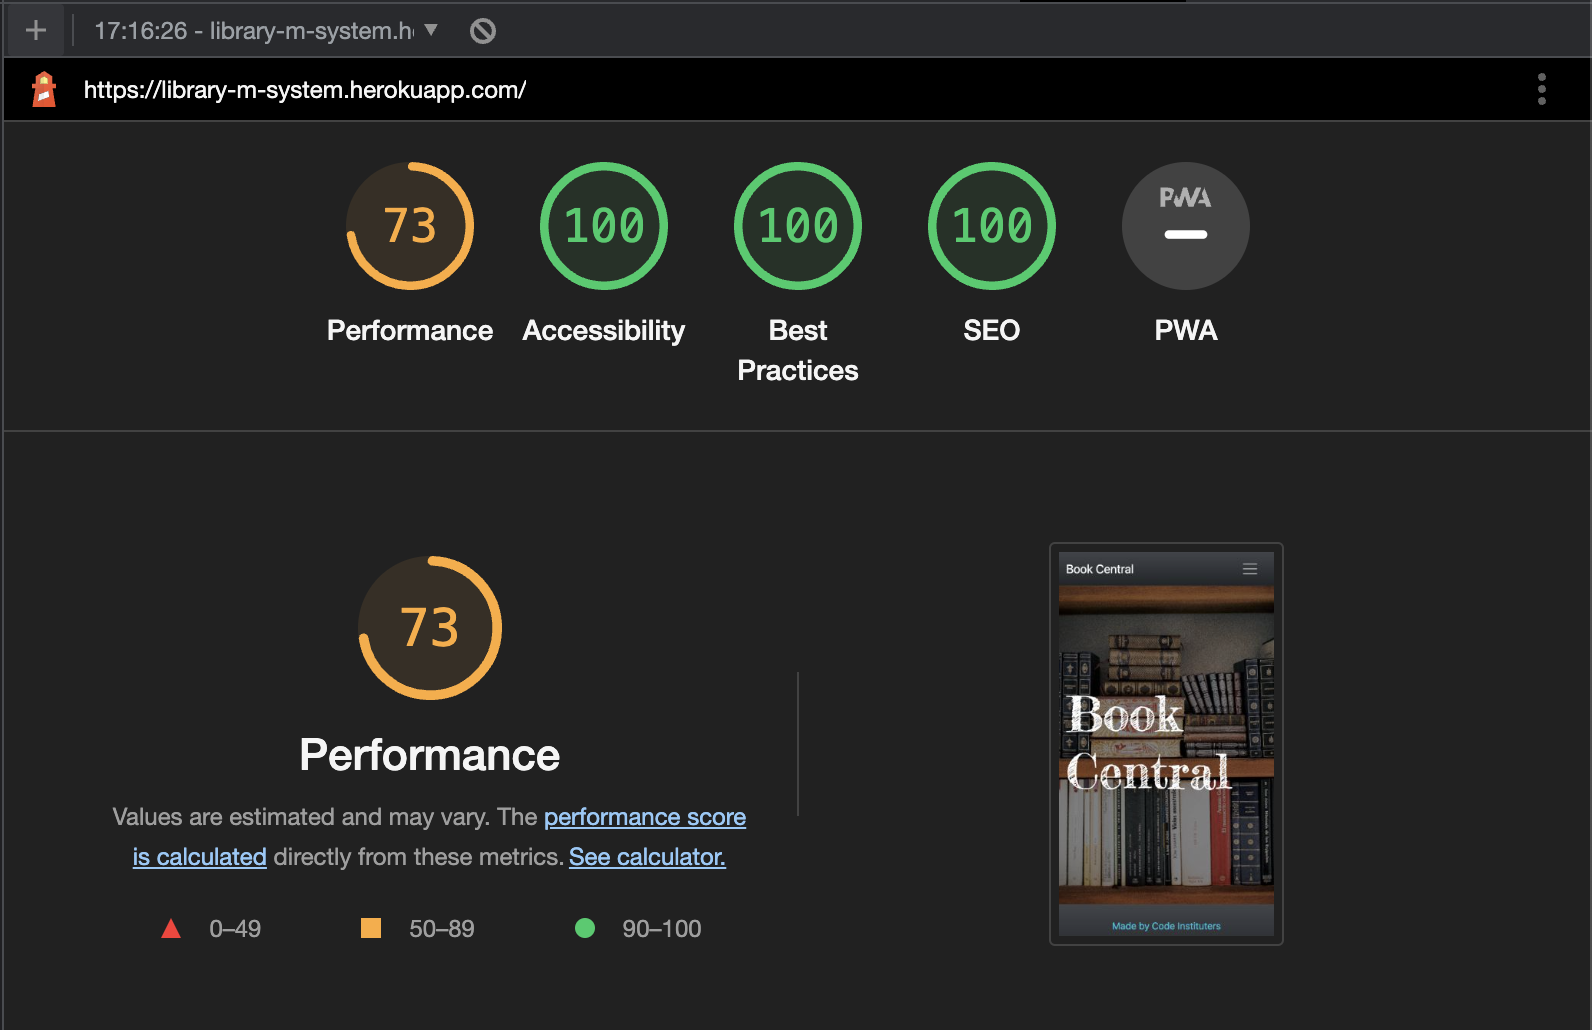 17:16:26 - library-m-system.h
https://library-m-system.herokuapp.com/
73
100
100
100
PWA
Performance
Accessibility
Best
Practices
SEO
PWA
73
Performance
Values are estimated and may vary. The performance score
is calculated directly from these metrics. See calculator.
0–49
50–89
90–100
Book Central
Book
Central
Made by Code Instituters